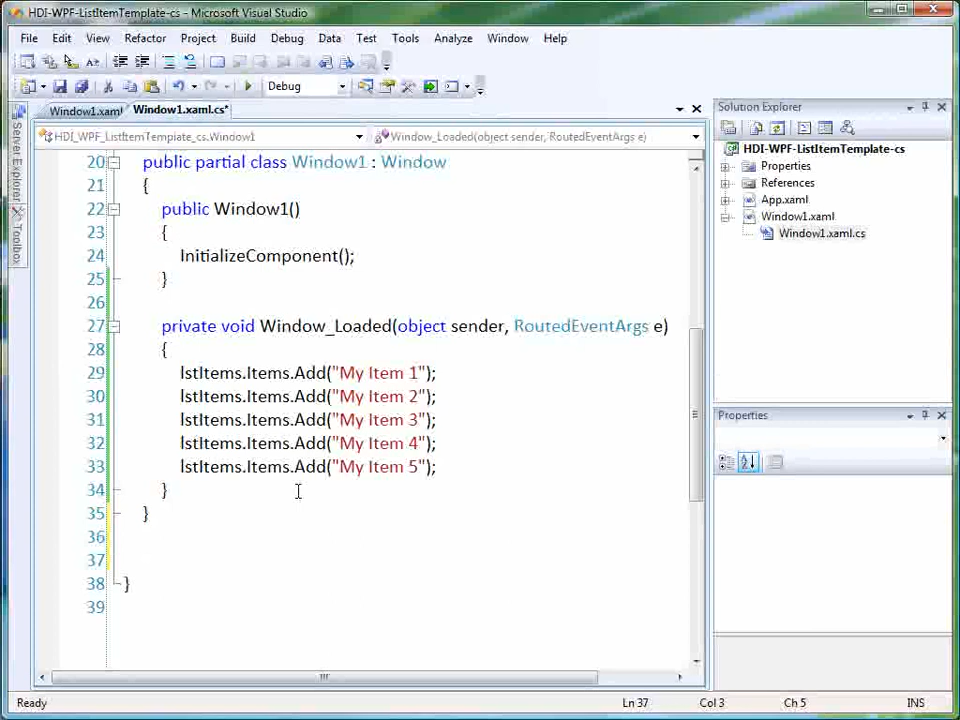 HDI-WPF-ListItemTemplate-cs - Microsoft Visual Studio
File Edit View Refactor Project Build Debug Data Test Tools Analyze Window Help
Debug
Window1.xaml Window1.xaml.cs*
HDI_WPF_ListItemTemplate_cs.Window1 Window_Loaded(object sender, RoutedEventArgs e)
20 public partial class Window1 : Window
21 {
22 public Window1()
23 {
24 InitializeComponent();
25 }
26
27 private void Window_Loaded(object sender, RoutedEventArgs e)
28 {
29 lstItems.Items.Add("My Item 1");
30 lstItems.Items.Add("My Item 2");
31 lstItems.Items.Add("My Item 3");
32 lstItems.Items.Add("My Item 4");
33 lstItems.Items.Add("My Item 5");
34 }
35 }
36
37
38 }
39
Server Explorer
Toolbox
Solution Explorer
HDI-WPF-ListItemTemplate-cs
Properties
References
App.xaml
Window1.xaml
Window1.xaml.cs
Properties
Ready Ln 37 Col 3 Ch 5 INS